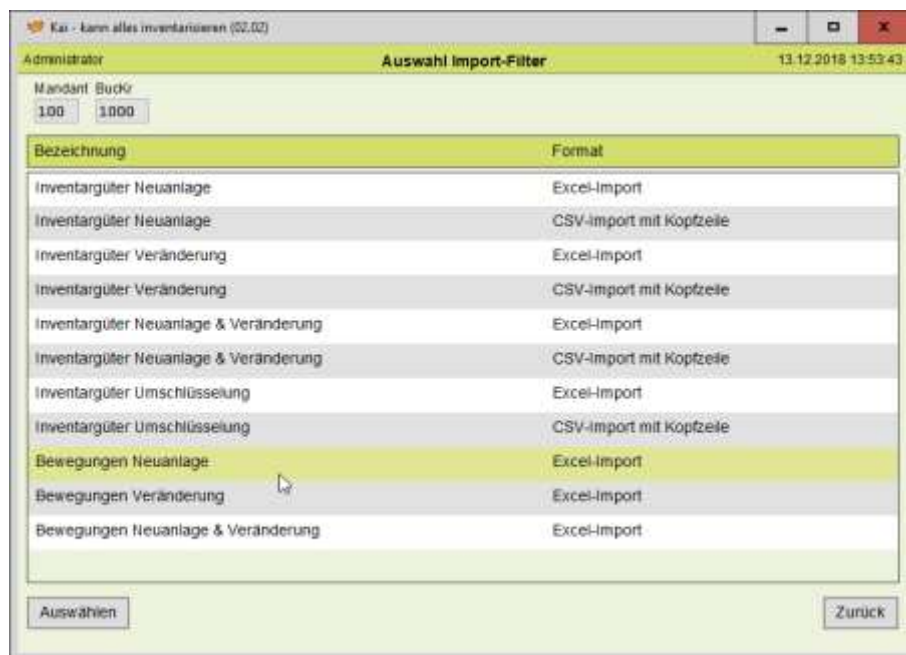 Kai - kann alles inventarisieren (02.02)
Administrator Auswahl Import-Filter 13.12.2018 13:53:43
Mandant BucKr
100 1000
Bezeichnung Format
Inventargüter Neuanlage Excel-Import
Inventargüter Neuanlage CSV-Import mit Kopfzeile
Inventargüter Veränderung Excel-Import
Inventargüter Veränderung CSV-Import mit Kopfzeile
Inventargüter Neuanlage & Veränderung Excel-Import
Inventargüter Neuanlage & Veränderung CSV-Import mit Kopfzeile
Inventargüter Umschlüsselung Excel-Import
Inventargüter Umschlüsselung CSV-Import mit Kopfzeile
Bewegungen Neuanlage Excel-Import
Bewegungen Veränderung Excel-Import
Bewegungen Neuanlage & Veränderung Excel-Import
Auswählen Zurück